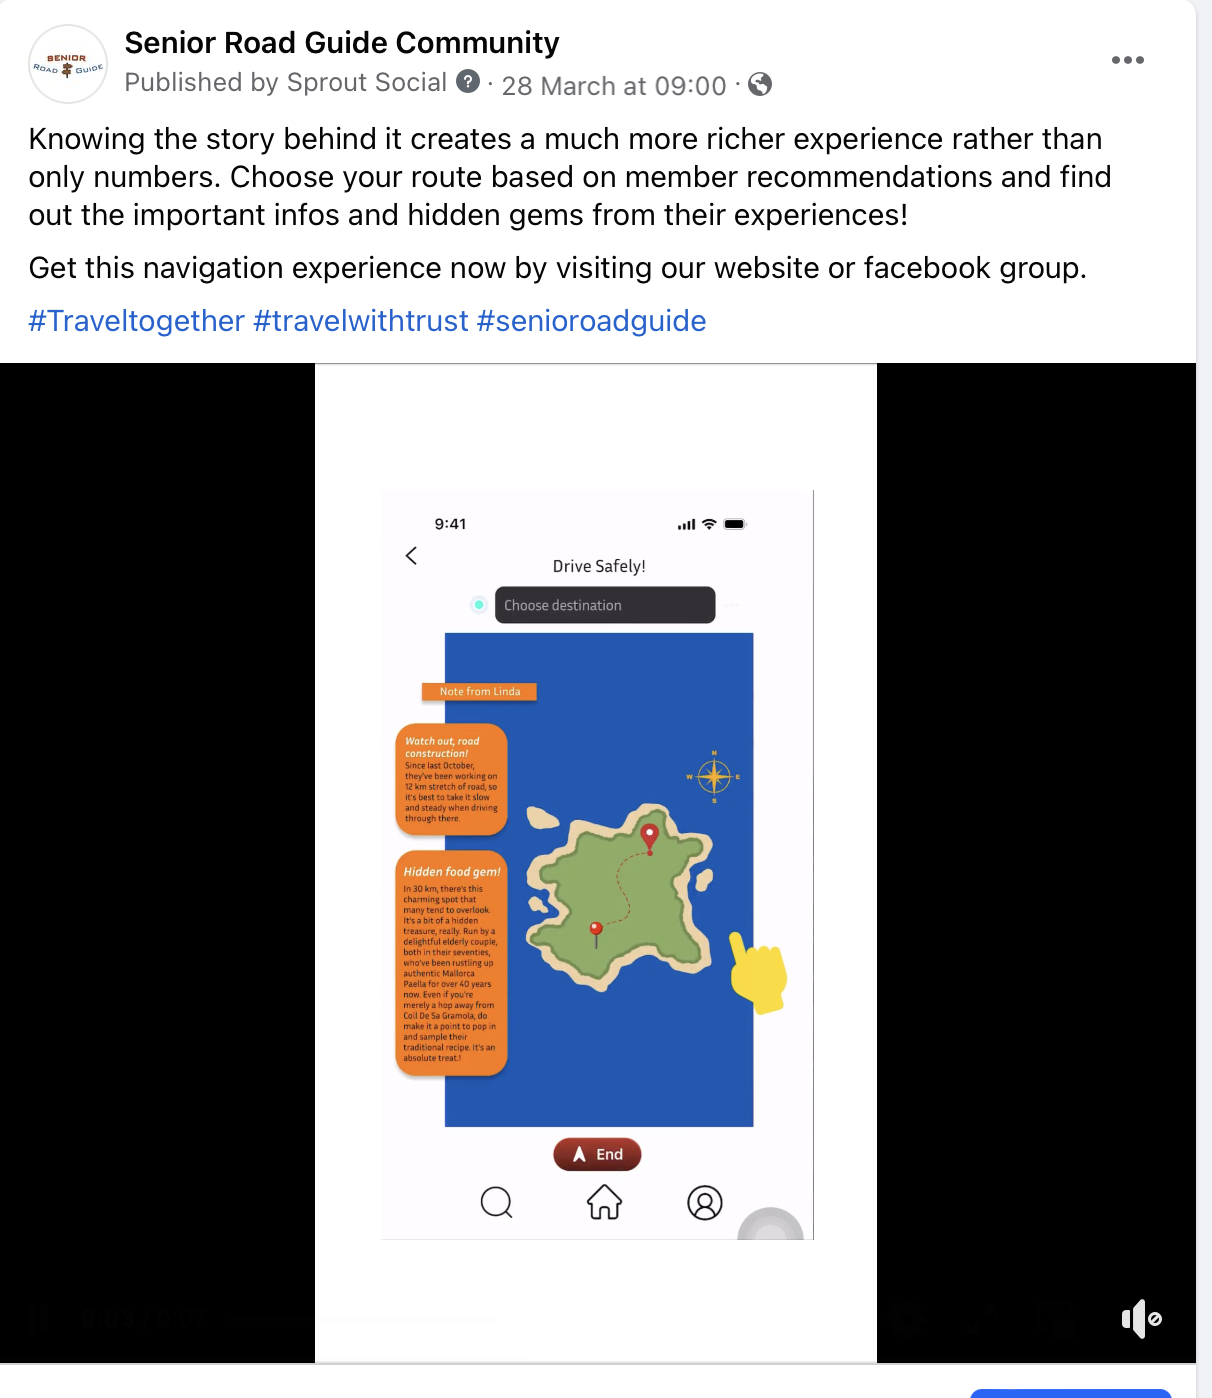 Senior Road Guide Community
SENIOR
ROAD GUIDE
Published by Sprout Social ? · 28 March at 09:00 ·
Knowing the story behind it creates a much more richer experience rather than
only numbers. Choose your route based on member recommendations and find
out the important infos and hidden gems from their experiences!
Get this navigation experience now by visiting our website or facebook group.
#Traveltogether #travelwithtrust #senioroadguide
9:41
Drive Safely!
Choose destination
Note from Linda
Watch out, road
construction!
Since last October,
they've been working on
12 km stretch of road, so
it's best to take it slow
and steady when driving
through there.
N
W E
S
Hidden food gem!
In 30 km, there's this
charming spot that
many tend to overlook.
It's a bit of a hidden
treasure, really. Run by a
delightful elderly couple,
both in their seventies,
who've been rustling up
authentic Mallorca
Paella for over 40 years
now. Even if you're
merely a hop away from
Coll De Sa Gramola, do
make it a point to pop in
and sample their
traditional recipe. It's an
absolute treat.!
End